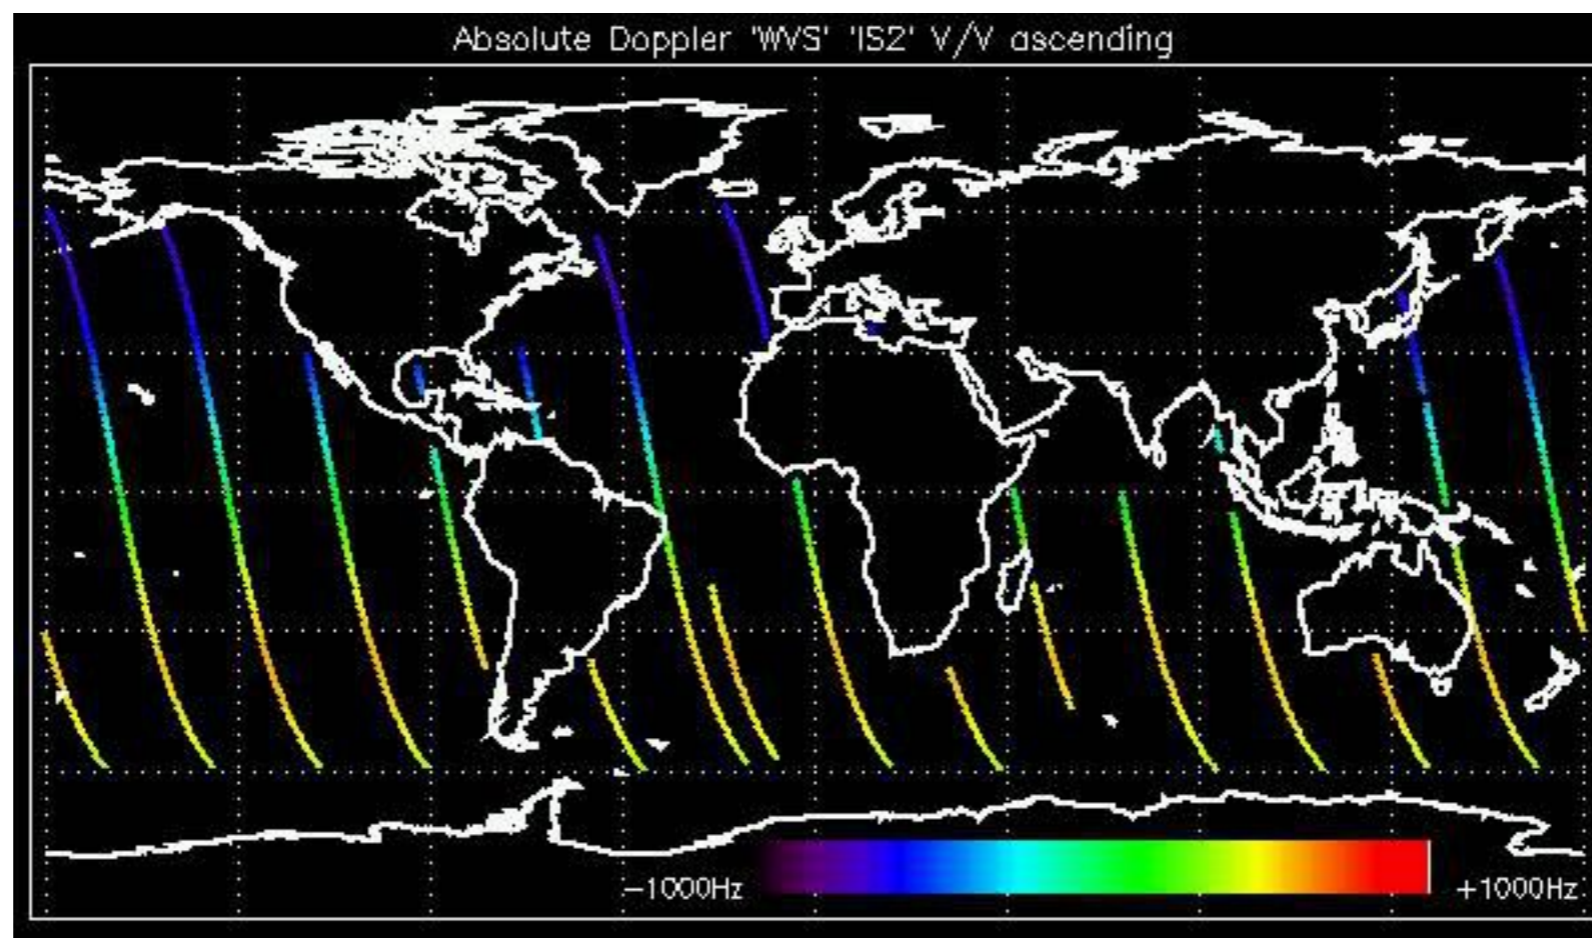 Absolute Doppler 'WVS' 'IS2' V/V ascending
−1000Hz
+1000Hz